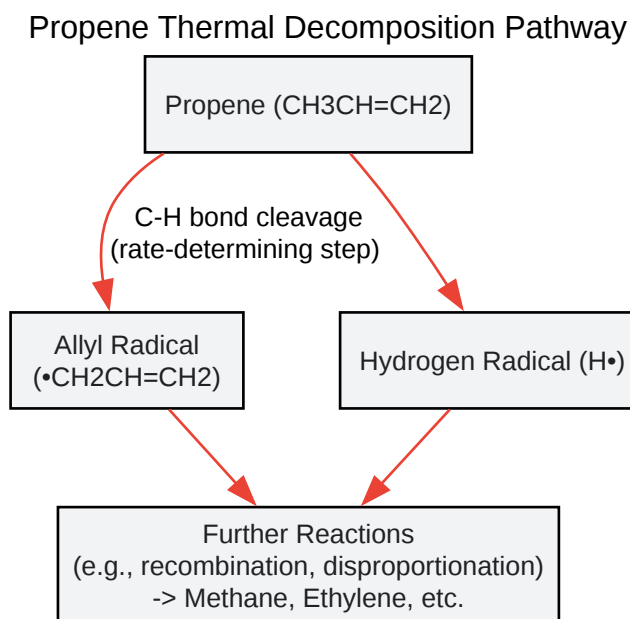 Propene Thermal Decomposition Pathway
Propene (CH3CH=CH2)
C-H bond cleavage
(rate-determining step)
Allyl Radical
(•CH2CH=CH2)
Hydrogen Radical (H•)
Further Reactions
(e.g., recombination, disproportionation)
-> Methane, Ethylene, etc.